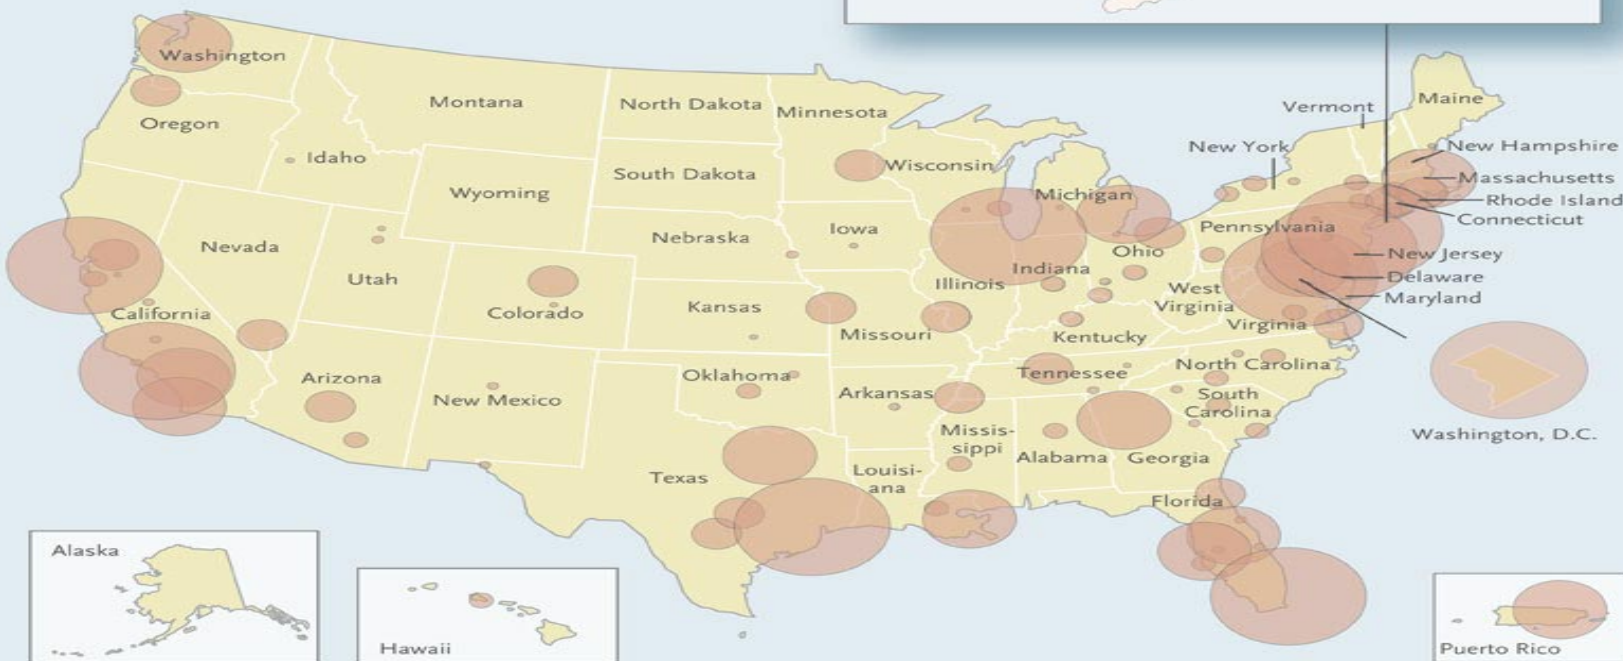 Washington
Montana
North Dakota
Minnesota
Vermont
Maine
Oregon
Idaho
Wisconsin
New York
New Hampshire
South Dakota
Wyoming
Michigan
Massachusetts
Rhode Island
Connecticut
Nevada
Nebraska
Iowa
Pennsylvania
New Jersey
Utah
Ohio
Indiana
Illinois
Delaware
West
Virginia
Maryland
California
Colorado
Kansas
Missouri
Kentucky
Virginia
Arizona
New Mexico
Oklahoma
Arkansas
Tennessee
North Carolina
South
Carolina
Washington, D.C.
Texas
Louisi-
ana
Missis-
sippi
Alabama
Georgia
Florida
Alaska
Hawaii
Puerto Rico